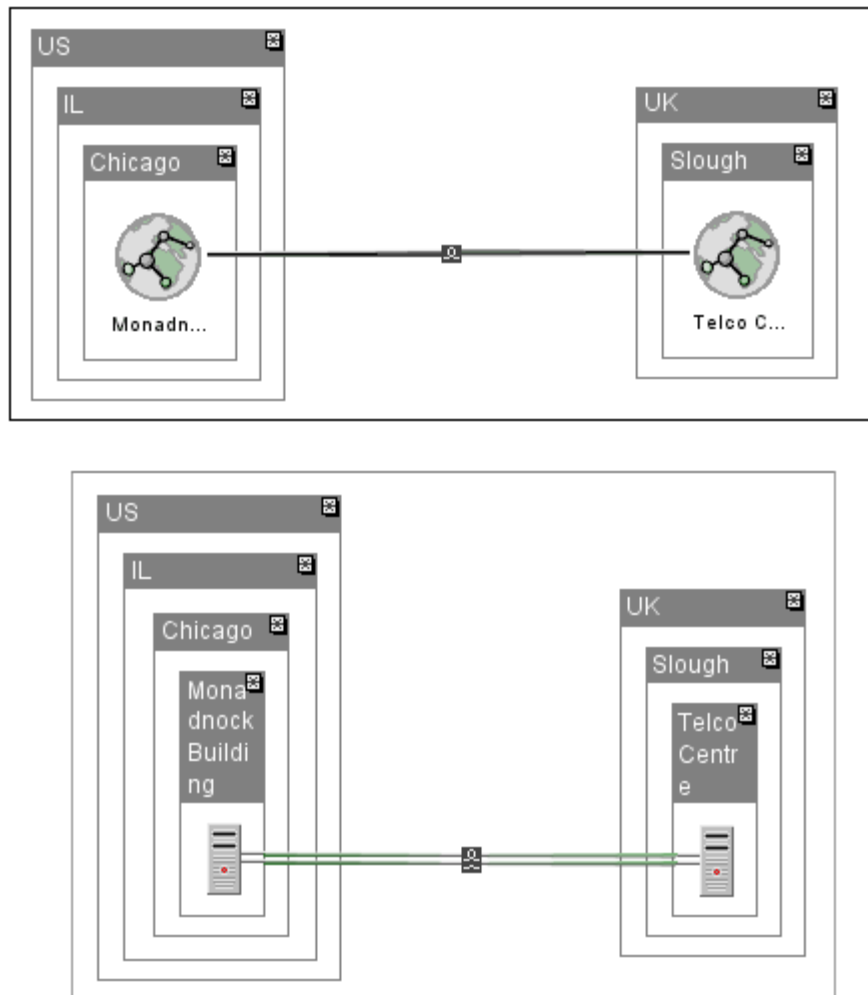 US
IL
UK
Chicago
Slough
Monadn...
Telco C...
US
IL
Chicago
UK
Slough
Mona
dnock
Buildi
ng
Telco
Centr
e